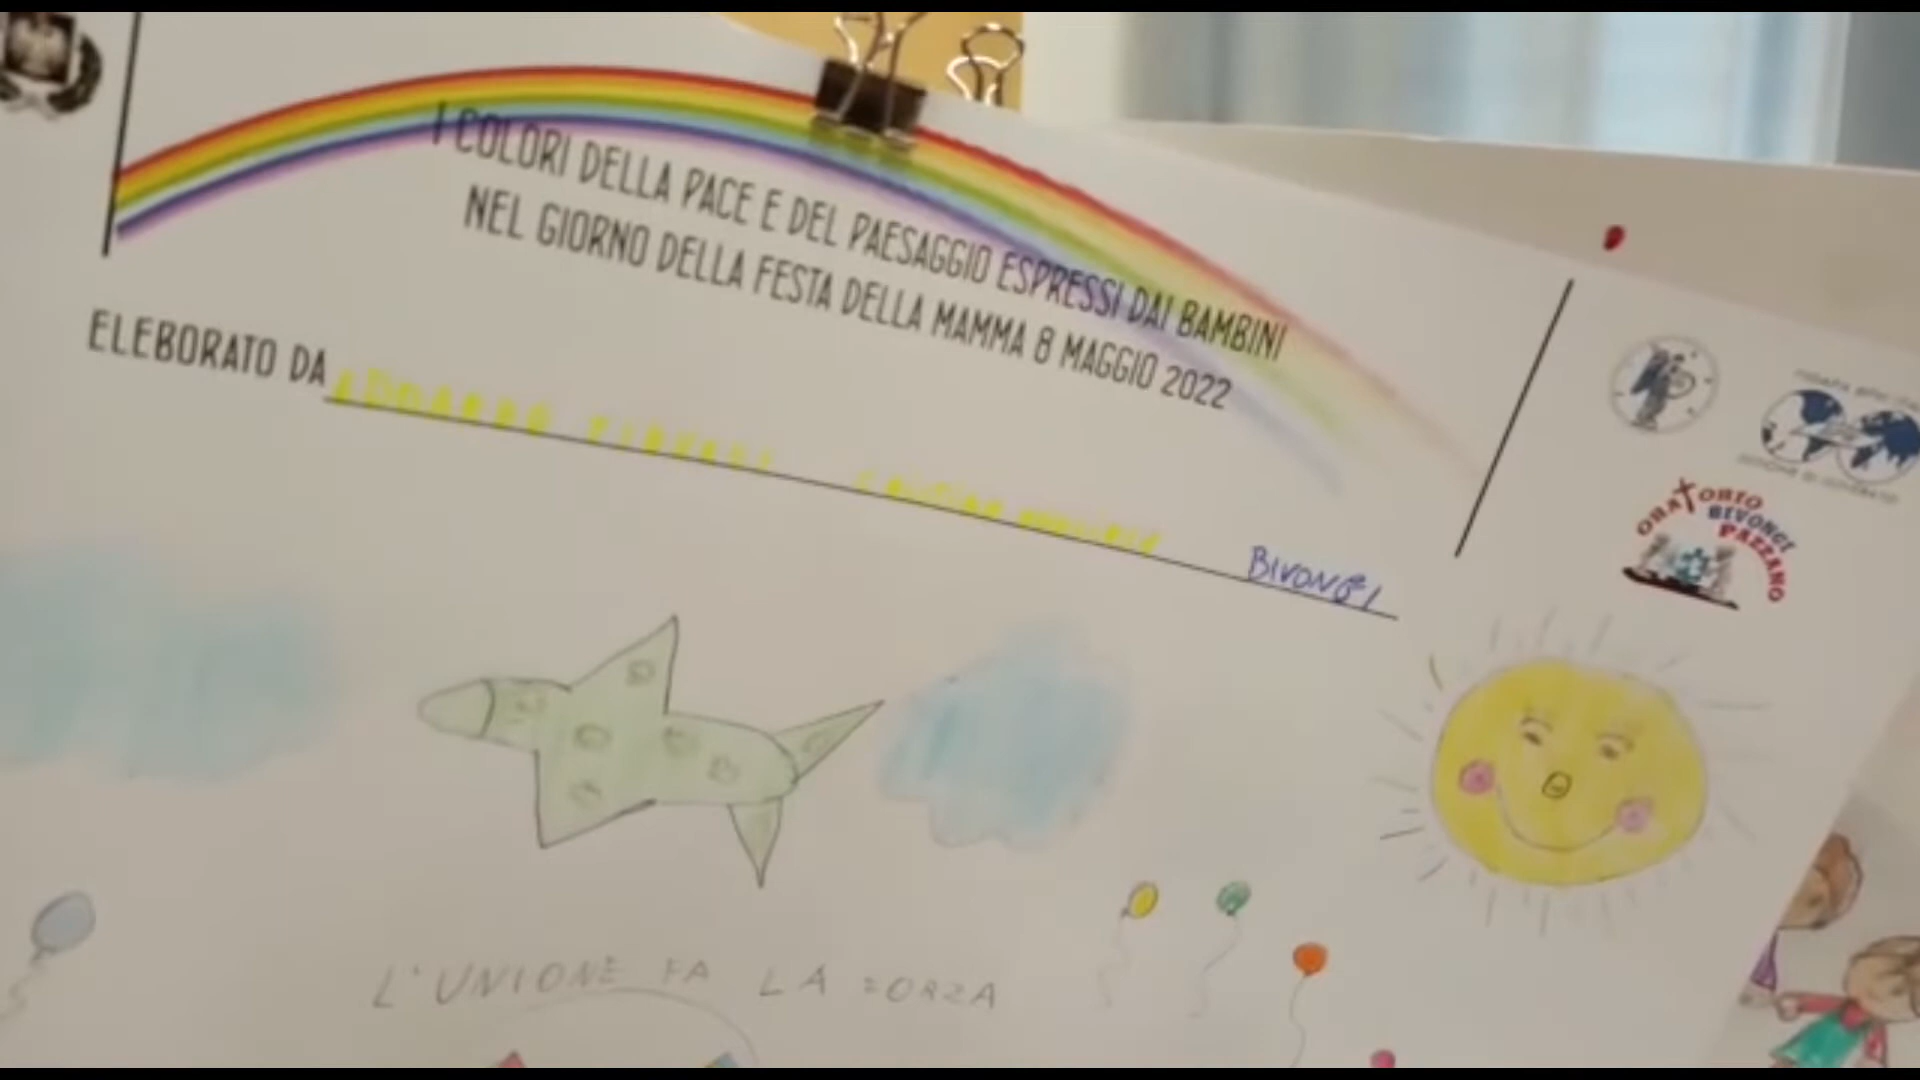 I COLORI DELLA PACE E DEL PAESAGGIO ESPRESSI DAI BAMBINI
NEL GIORNO DELLA FESTA DELLA MAMMA 8 MAGGIO 2022
ELEBORATO DA
BIVONGI
ORATORIO
BIVONGI
PAZZANO
L'UNIONE FA LA FORZA